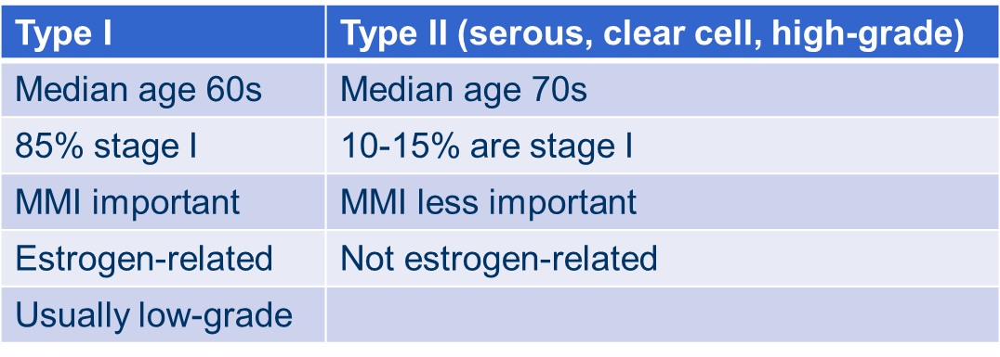 Type I Type II (serous, clear cell, high-grade)
Median age 60s Median age 70s
85% stage I 10-15% are stage I
MMI important MMI less important
Estrogen-related Not estrogen-related
Usually low-grade